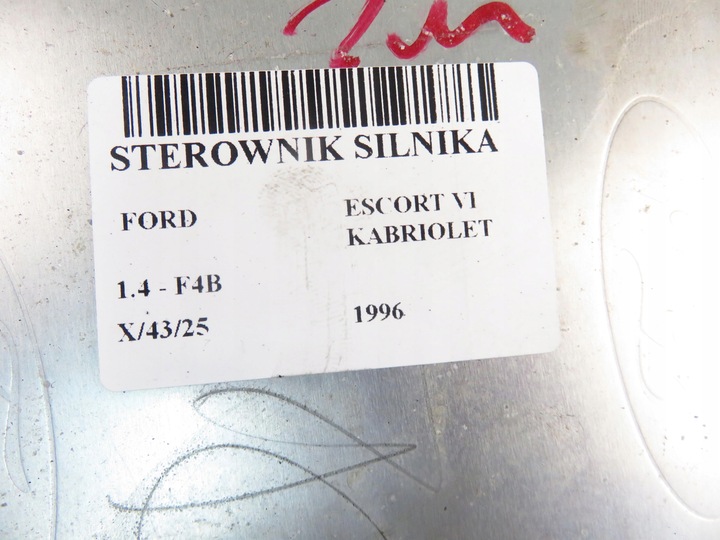 STEROWNIK SILNIKA
FORD
ESCORT VI
KABRIOLET
1.4 - F4B
X/43/25
1996